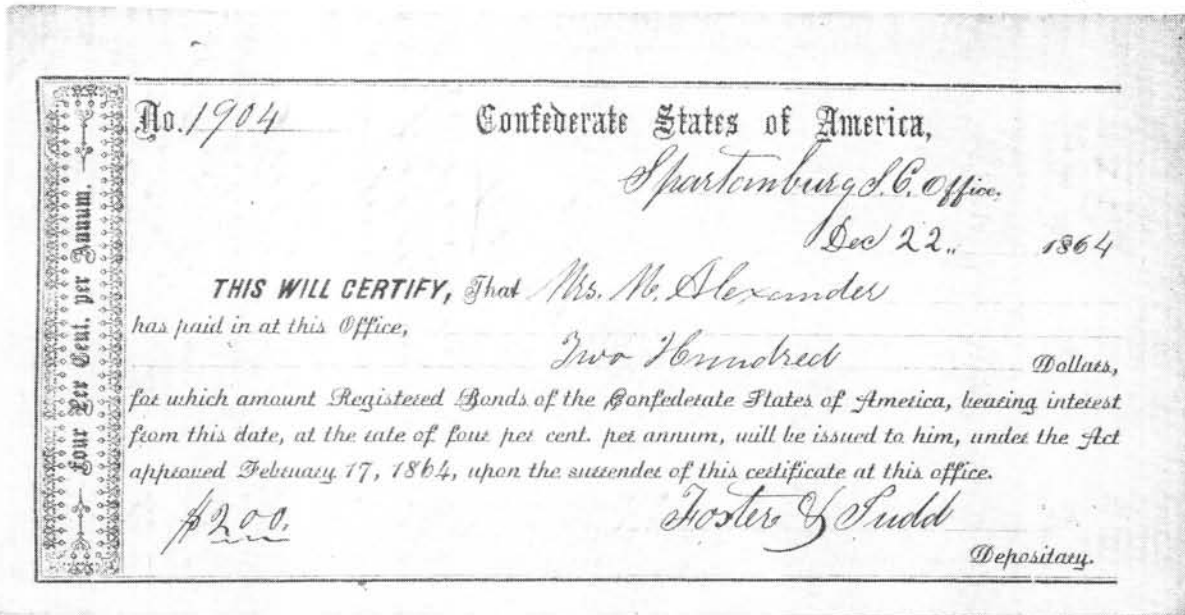 Four Per Cent. per Annum.
No. 1904
Confederate States of America,
Spartanburg S.C. Office.
Dec 22.. 1864
THIS WILL CERTIFY, That Mrs. M. Alexander
has paid in at this Office,
Two Hundred Dollars,
for which amount Registered Bonds of the Confederate States of America, bearing interest
from this date, at the rate of four per cent. per annum, will be issued to him, under the Act
approved February 17, 1864, upon the surrender of this certificate at this office.
$200.
Foster & Judd
Depositary.